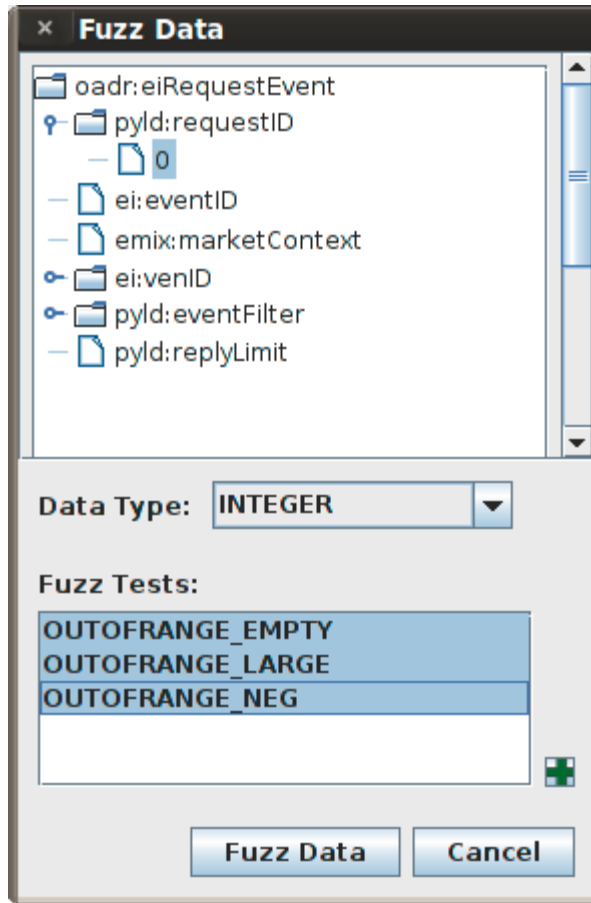 Fuzz Data
oadr:eiRequestEvent
pyld:requestID
0
ei:eventID
emix:marketContext
ei:venID
pyld:eventFilter
pyld:replyLimit
Data Type: INTEGER
Fuzz Tests:
OUTOFRANGE_EMPTY
OUTOFRANGE_LARGE
OUTOFRANGE_NEG
Fuzz Data Cancel